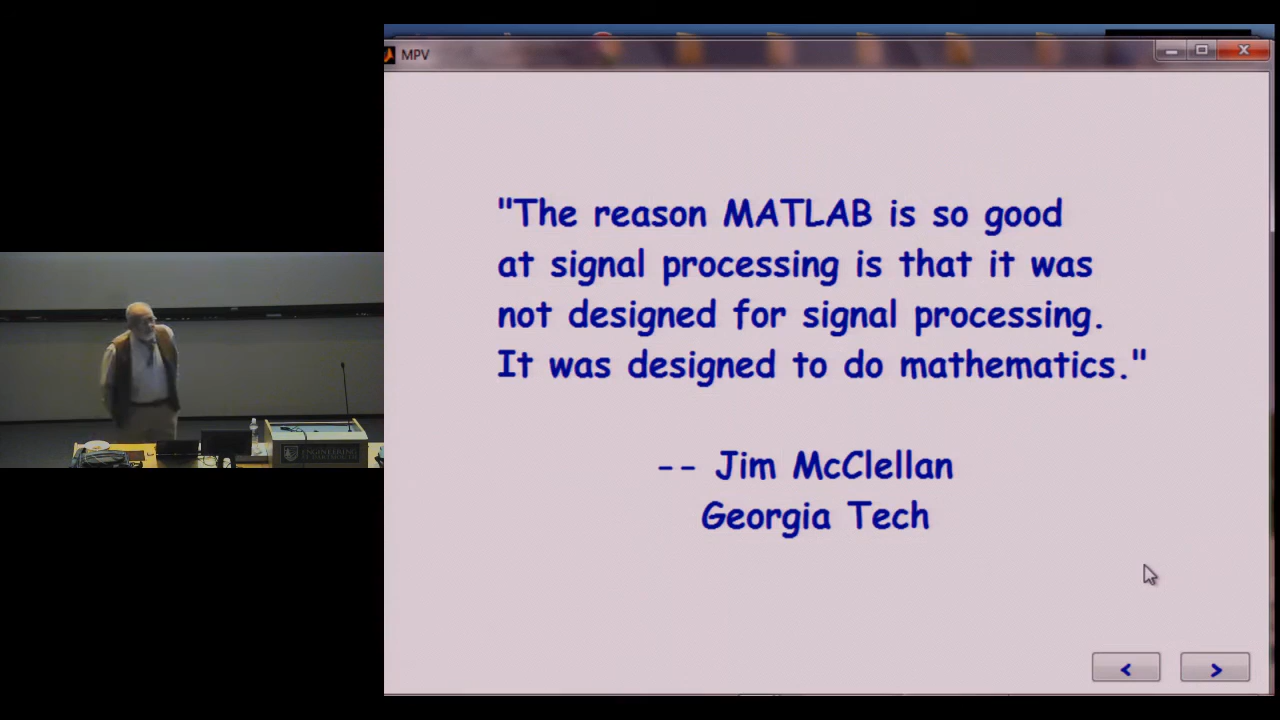 MPV
"The reason MATLAB is so good
at signal processing is that it was
not designed for signal processing.
It was designed to do mathematics."
-- Jim McClellan
Georgia Tech
< >
ENGINEERING